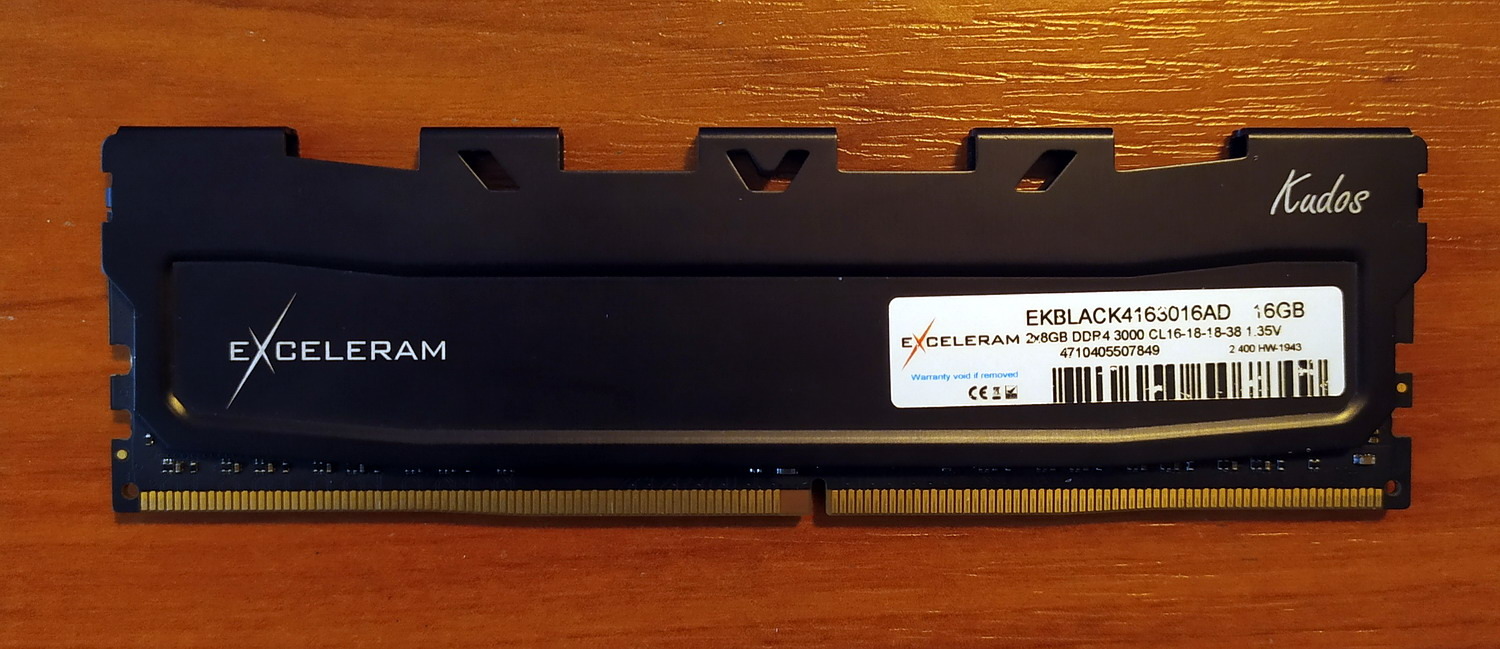 Kudos
EXCELERAM
EXCELERAM
EKBLACK4163016AD 16GB
2x8GB DDR4 3000 CL16-18-18-38 1.35V
4710405507849 2 400 HW-1943
Warranty void if removed
CE